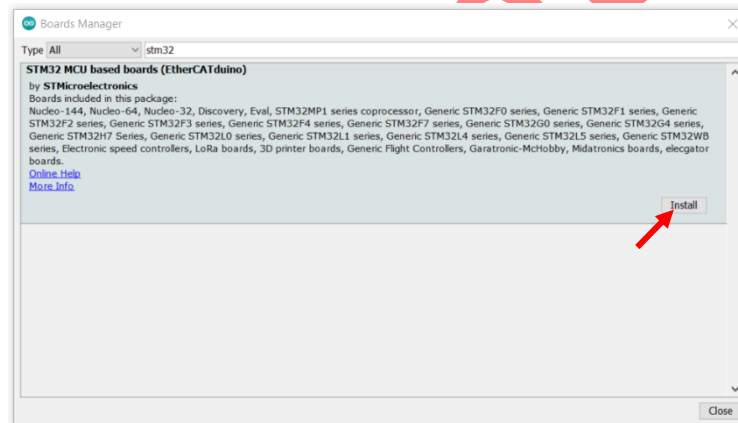 Boards Manager
Type All stm32
STM32 MCU based boards (EtherCATduino)
by STMicroelectronics
Boards included in this package:
Nucleo-144, Nucleo-64, Nucleo-32, Discovery, Eval, STM32MP1 series coprocessor, Generic STM32F0 series, Generic STM32F1 series, Generic
STM32F2 series, Generic STM32F3 series, Generic STM32F4 series, Generic STM32F7 series, Generic STM32G0 series, Generic STM32G4 series,
Generic STM32H7 Series, Generic STM32L0 series, Generic STM32L1 series, Generic STM32L4 series, Generic STM32L5 series, Generic STM32WB
series, Electronic speed controllers, LoRa boards, 3D printer boards, Generic Flight Controllers, Garatronic-McHobby, Midatronics boards, elecgator
boards.
Online Help
More Info
Install
Close